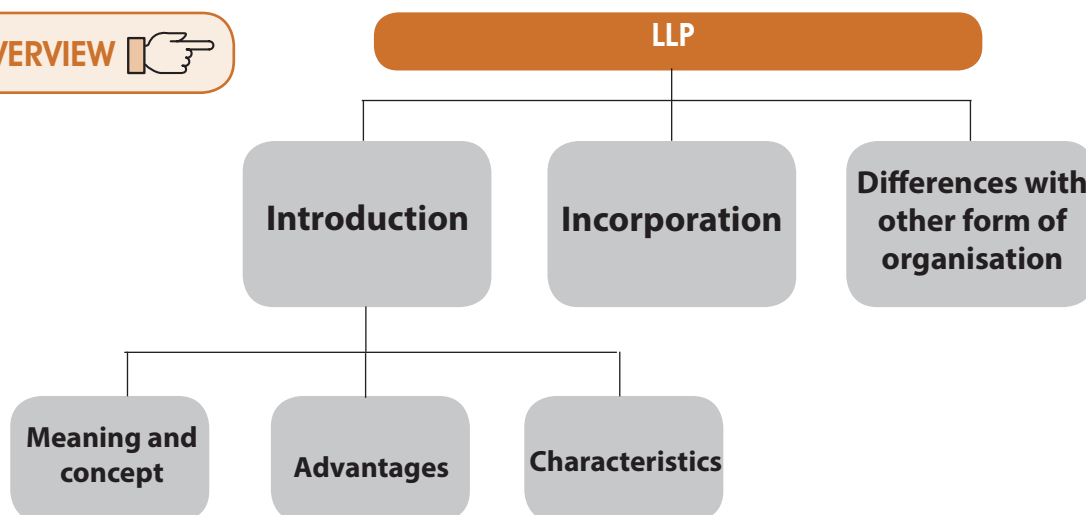 VERVIEW
LLP
Introduction
Incorporation
Differences with
other form of
organisation
Meaning and
concept
Advantages
Characteristics